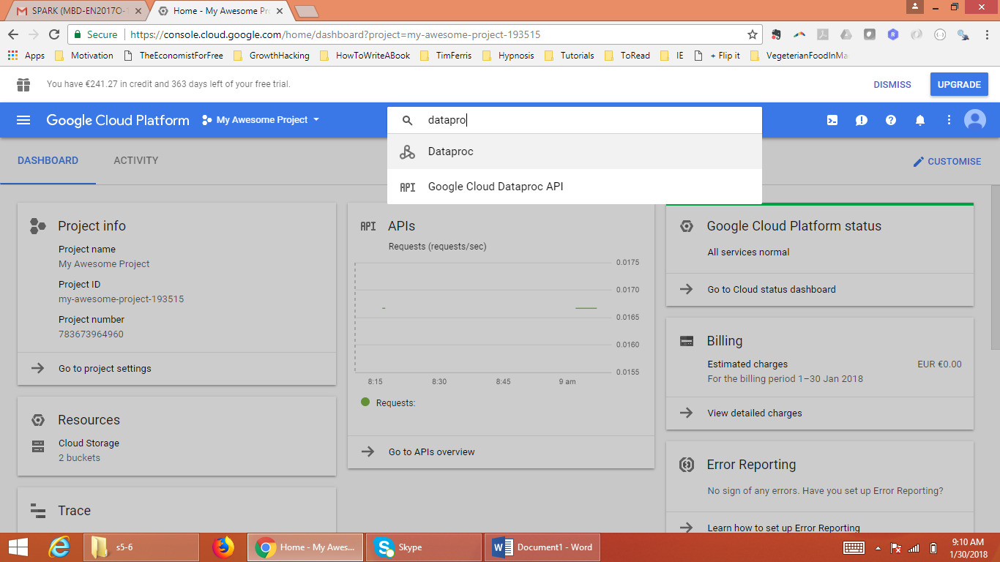 SPARK (MBD-EN2017O-
Home - My Awesome Pr
Secure
https://console.cloud.google.com/home/dashboard?project=my-awesome-project-193515
Apps Motivation TheEconomistForFree GrowthHacking HowToWriteABook TimFerris Hypnosis Tutorials ToRead IE + Flip it VegeterianFoodInMa
You have €241.27 in credit and 363 days left of your free trial.
DISMISS UPGRADE
Google Cloud Platform My Awesome Project
datapro
Dataproc
API Google Cloud Dataproc API
DASHBOARD ACTIVITY
CUSTOMISE
Project info
Project name
My Awesome Project
Project ID
my-awesome-project-193515
Project number
783673964960
Go to project settings
Resources
Cloud Storage
2 buckets
Trace
API APIs
Requests (requests/sec)
0.0175
0.0170
0.0165
0.0160
0.0155
8:15 8:30 8:45 9 am
Requests:
Go to APIs overview
Google Cloud Platform status
All services normal
Go to Cloud status dashboard
Billing
Estimated charges EUR €0.00
For the billing period 1–30 Jan 2018
View detailed charges
Error Reporting
No sign of any errors. Have you set up Error Reporting?
Learn how to set up Error Reporting
s5-6
Home - My Awes...
Skype
Document1 - Word
9:10 AM
1/30/2018